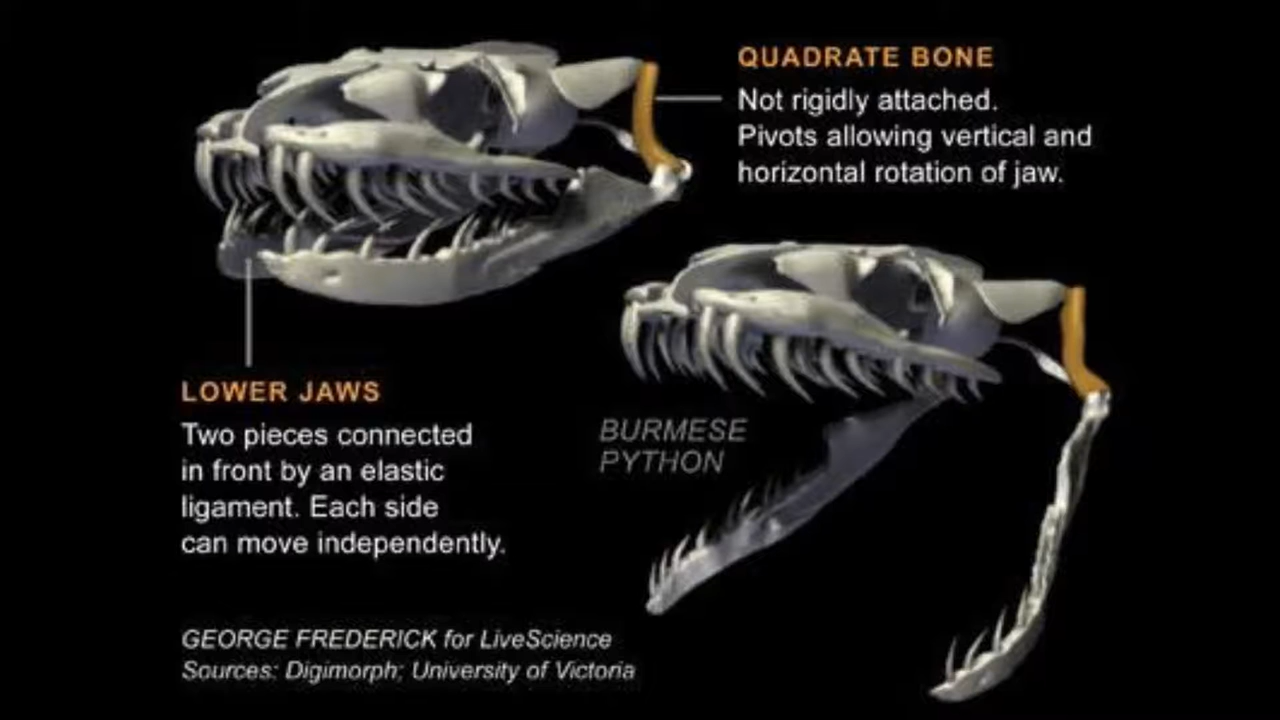 QUADRATE BONE
Not rigidly attached.
Pivots allowing vertical and
horizontal rotation of jaw.
LOWER JAWS
Two pieces connected
in front by an elastic
ligament. Each side
can move independently.
BURMESE
PYTHON
GEORGE FREDERICK for LiveScience
Sources: Digimorph; University of Victoria